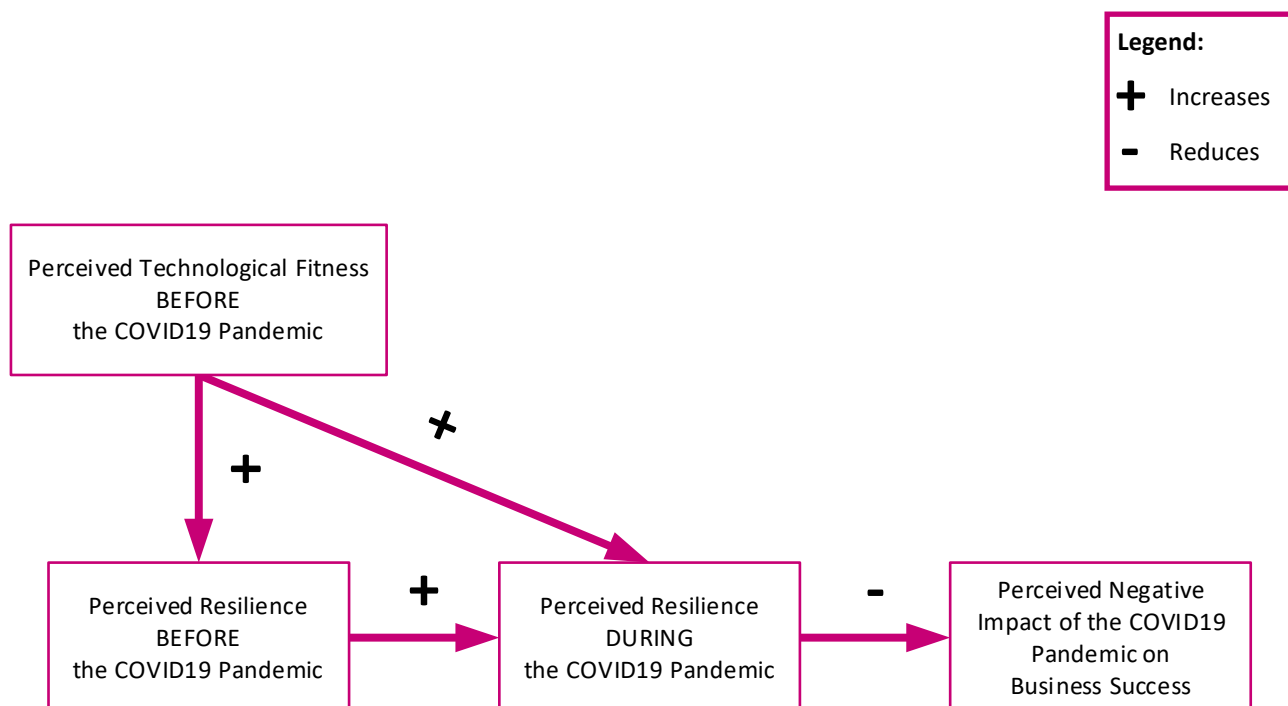 Legend:
+ Increases
- Reduces
Perceived Technological Fitness
BEFORE
the COVID19 Pandemic
+
+
Perceived Resilience
BEFORE
the COVID19 Pandemic
+
Perceived Resilience
DURING
the COVID19 Pandemic
-
Perceived Negative
Impact of the COVID19
Pandemic on
Business Success